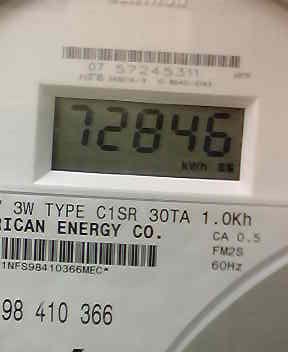 07 57245311
72846
kWh
3W TYPE C1SR 30TA 1.0Kh
RICAN ENERGY CO.
CA 0.5
FM2S
60Hz
1NFS98410366MEC*
98 410 366